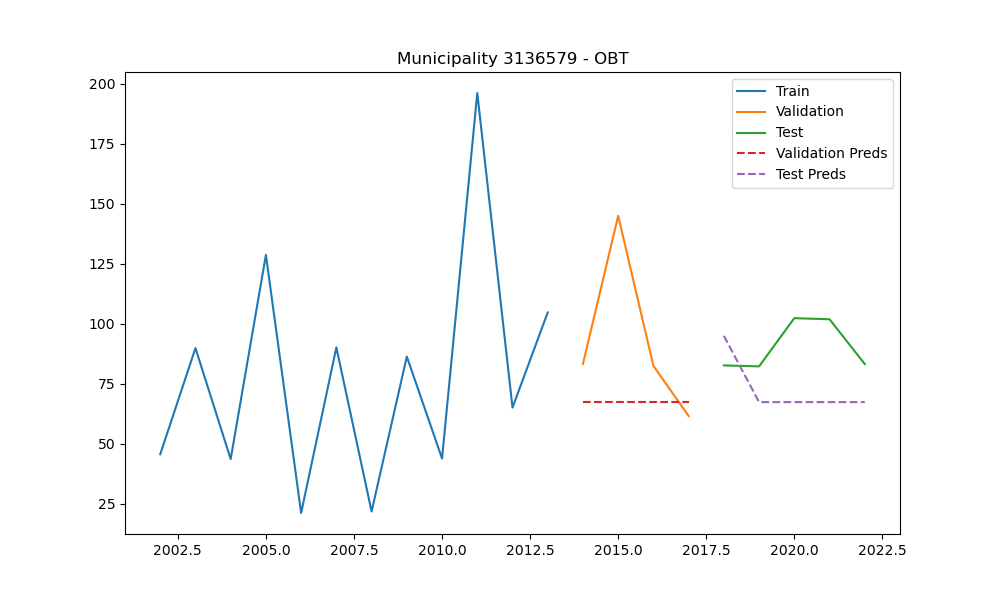 Municipality 3136579 - OBT
200
175
150
125
100
75
50
25
2002.5 2005.0 2007.5 2010.0 2012.5 2015.0 2017.5 2020.0 2022.5
Train
Validation
Test
Validation Preds
Test Preds